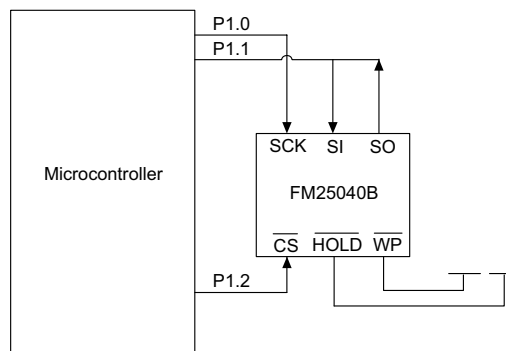 P1.0
P1.1
SCK SI SO
Microcontroller
FM25040B
CS HOLD WP
P1.2